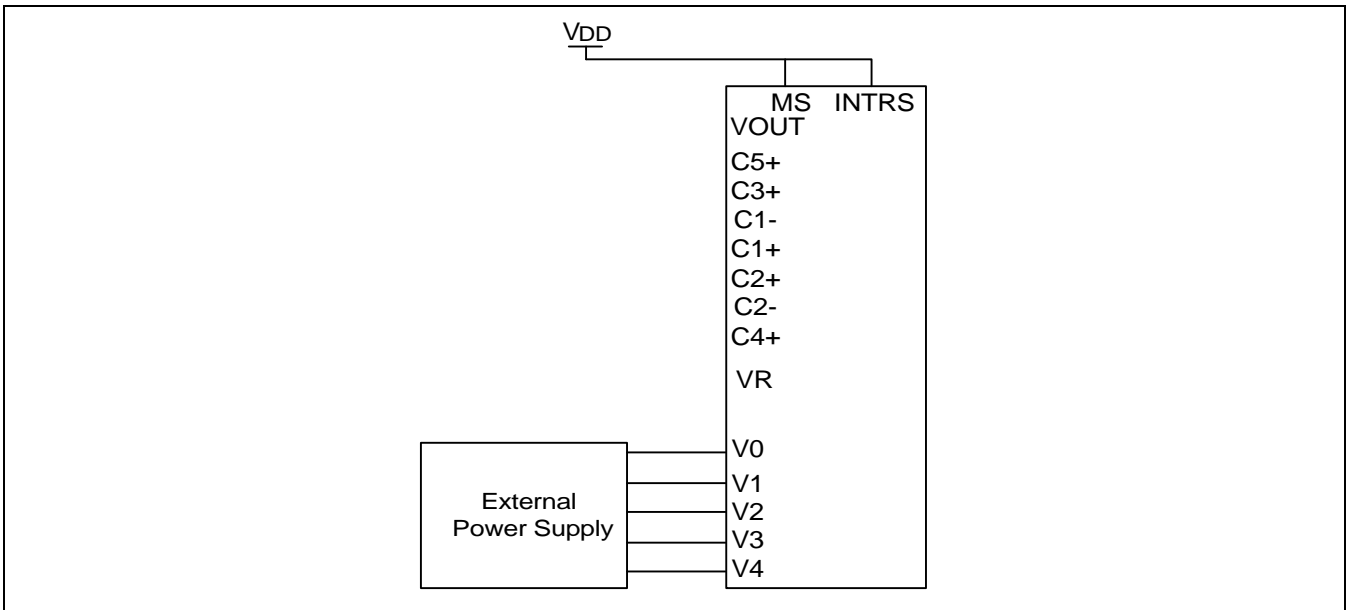 VDD
MS INTRS
VOUT
C5+
C3+
C1-
C1+
C2+
C2-
C4+
VR
V0
V1
V2
V3
V4
External
Power Supply